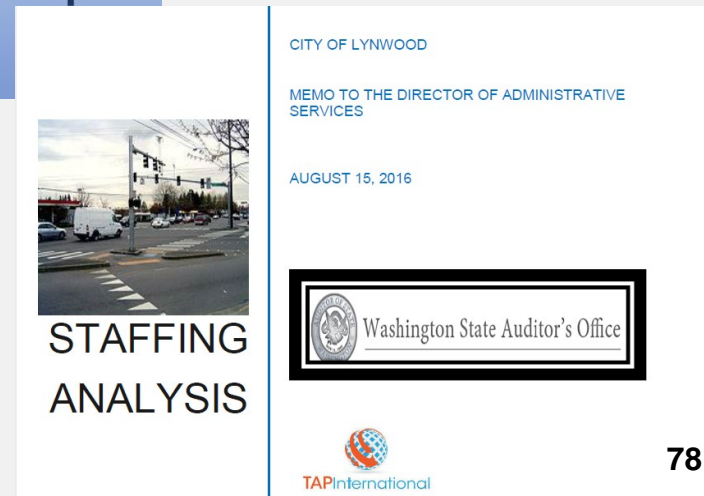 CITY OF LYNWOOD
MEMO TO THE DIRECTOR OF ADMINISTRATIVE
SERVICES
AUGUST 15, 2016
STAFFING
ANALYSIS
Washington State Auditor's Office
TAPInternational
78